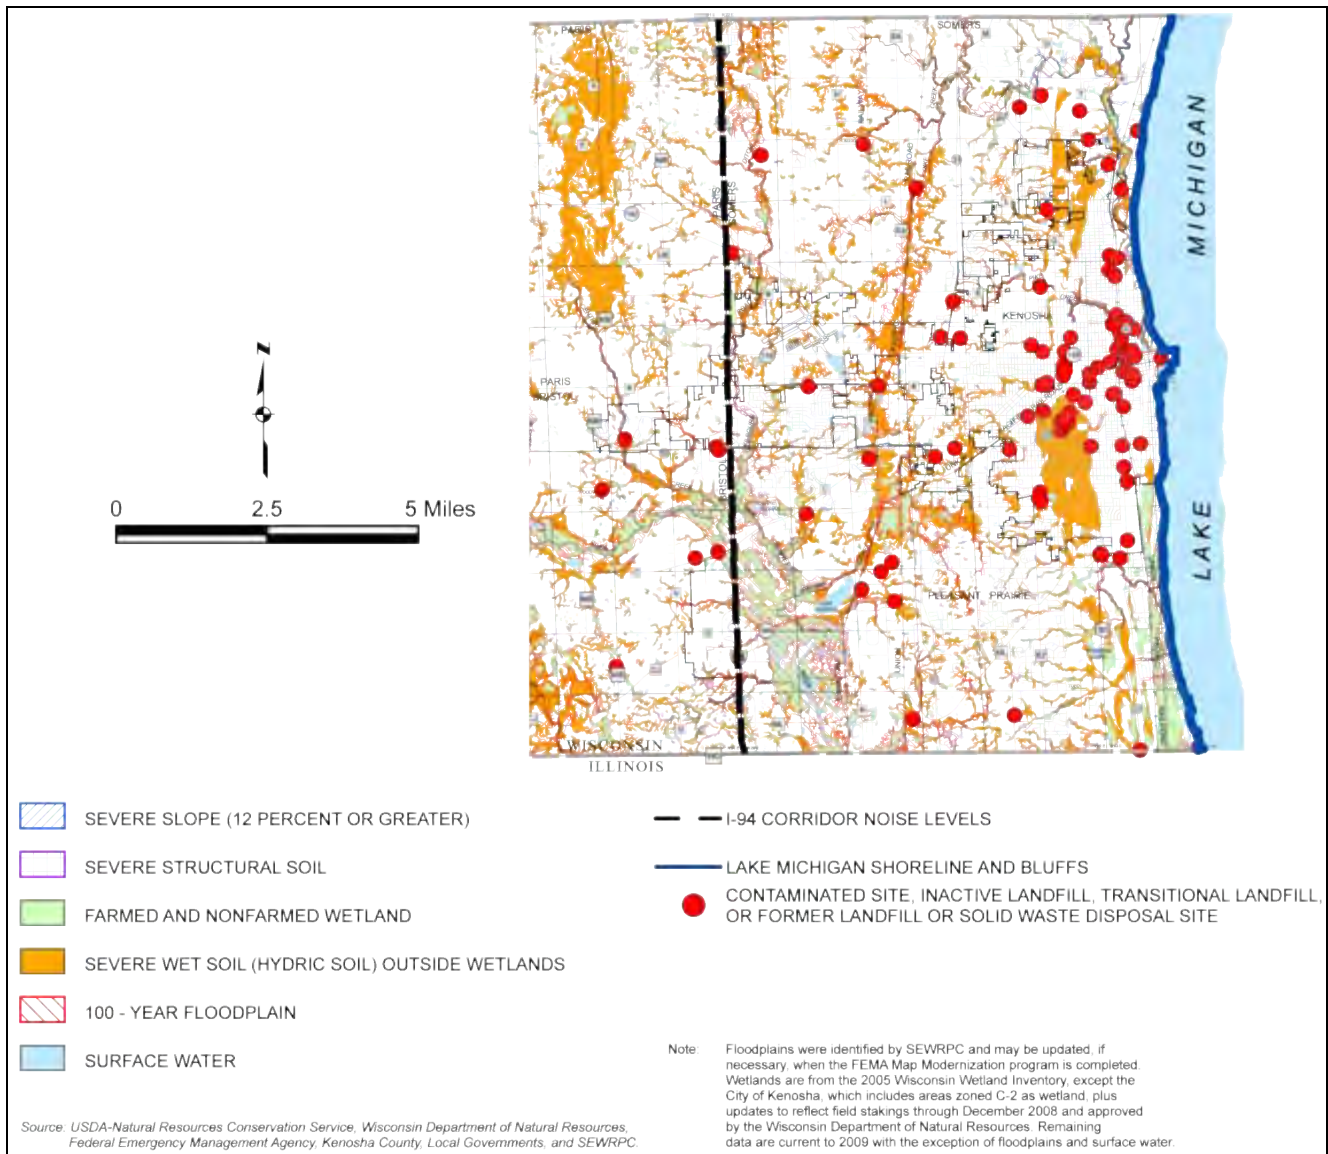 PARIS
SOMERS
MICHIGAN
PARIS
SOMERS
KENOSHA
PARIS
BRISTOL
BRISTOL
LAKE
PLEASANT PRAIRIE
UNION
WISCONSIN
ILLINOIS
N
0 2.5 5 Miles
SEVERE SLOPE (12 PERCENT OR GREATER)
SEVERE STRUCTURAL SOIL
FARMED AND NONFARMED WETLAND
SEVERE WET SOIL (HYDRIC SOIL) OUTSIDE WETLANDS
100 - YEAR FLOODPLAIN
SURFACE WATER
I-94 CORRIDOR NOISE LEVELS
LAKE MICHIGAN SHORELINE AND BLUFFS
CONTAMINATED SITE, INACTIVE LANDFILL, TRANSITIONAL LANDFILL,
OR FORMER LANDFILL OR SOLID WASTE DISPOSAL SITE
Note: Floodplains were identified by SEWRPC and may be updated, if
necessary, when the FEMA Map Modernization program is completed.
Wetlands are from the 2005 Wisconsin Wetland Inventory, except the
City of Kenosha, which includes areas zoned C-2 as wetland, plus
updates to reflect field stakings through December 2008 and approved
by the Wisconsin Department of Natural Resources. Remaining
data are current to 2009 with the exception of floodplains and surface water.
Source: USDA-Natural Resources Conservation Service, Wisconsin Department of Natural Resources,
Federal Emergency Management Agency, Kenosha County, Local Governments, and SEWRPC.